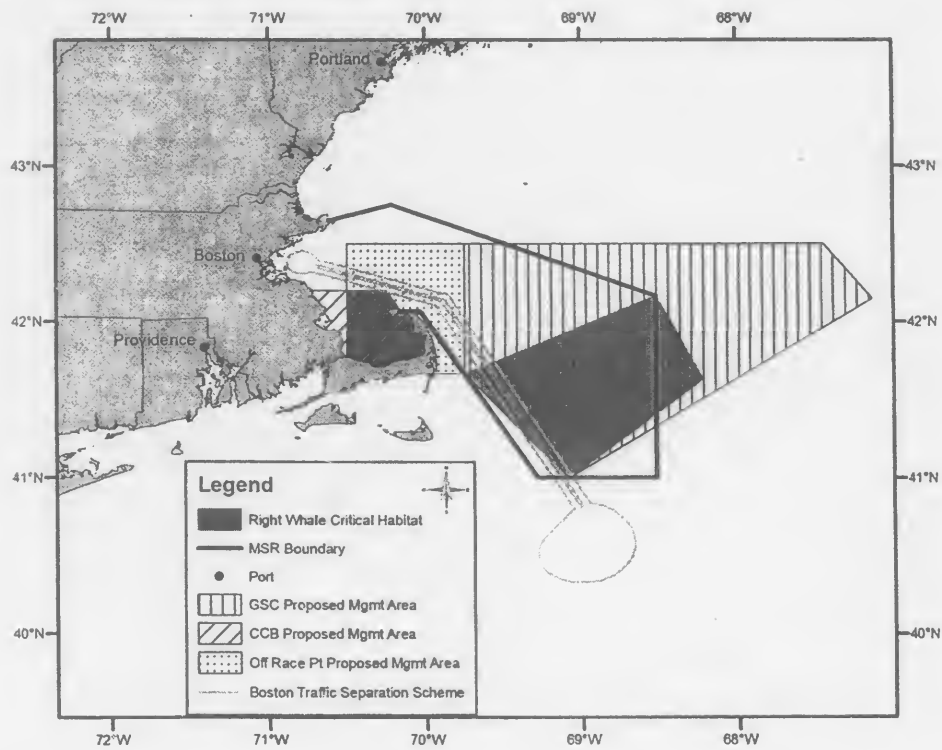 72°W 71°W 70°W 69°W 68°W
Portland
43°N 43°N
Boston
42°N 42°N
Providence
41°N 41°N
Legend
Right Whale Critical Habitat
MSR Boundary
Port
GSC Proposed Mgmt Area
CCB Proposed Mgmt Area
Off Race Pt Proposed Mgmt Area
Boston Traffic Separation Scheme
40°N 40°N
72°W 71°W 70°W 69°W 68°W